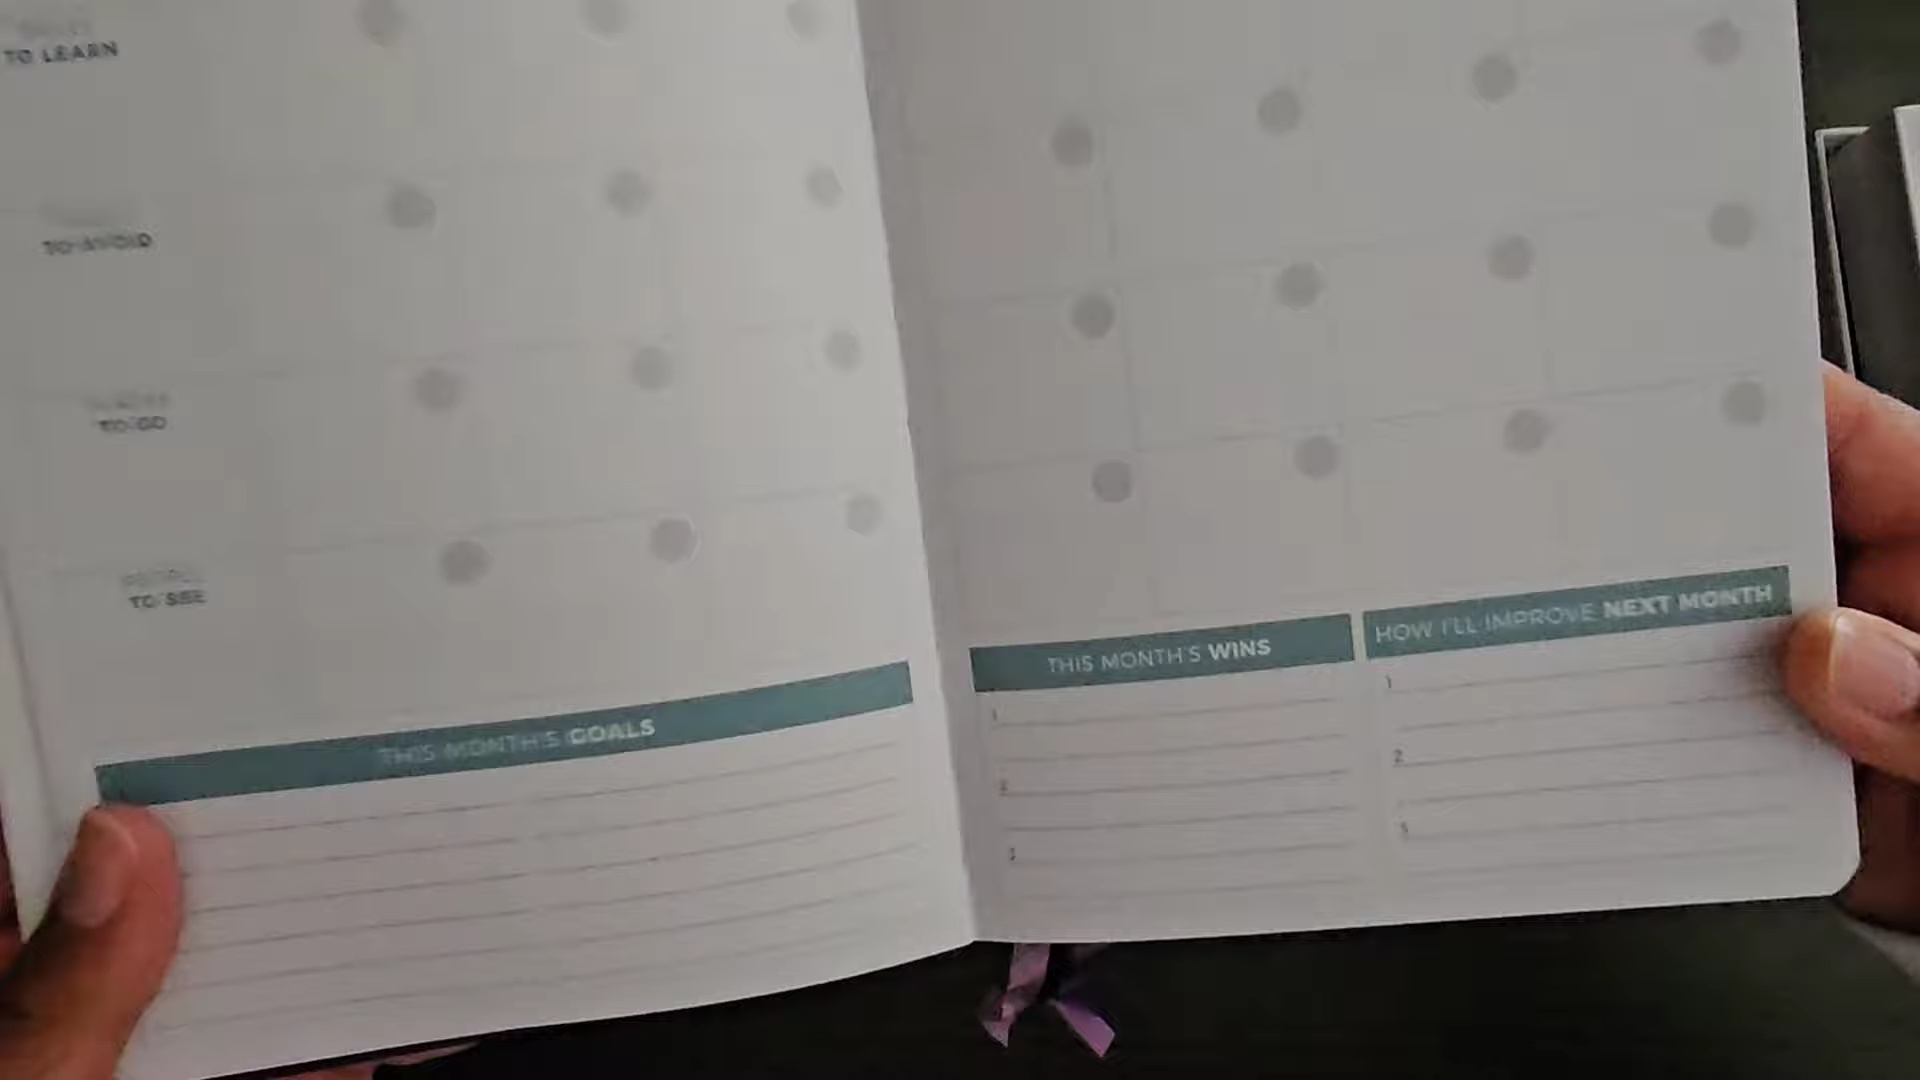 TO LEARN
TO AVOID
TO GO
PEOPLE
TO SEE
THIS MONTH'S GOALS
THIS MONTH'S WINS
1
2
3
HOW I'LL IMPROVE NEXT MONTH
1
2
3